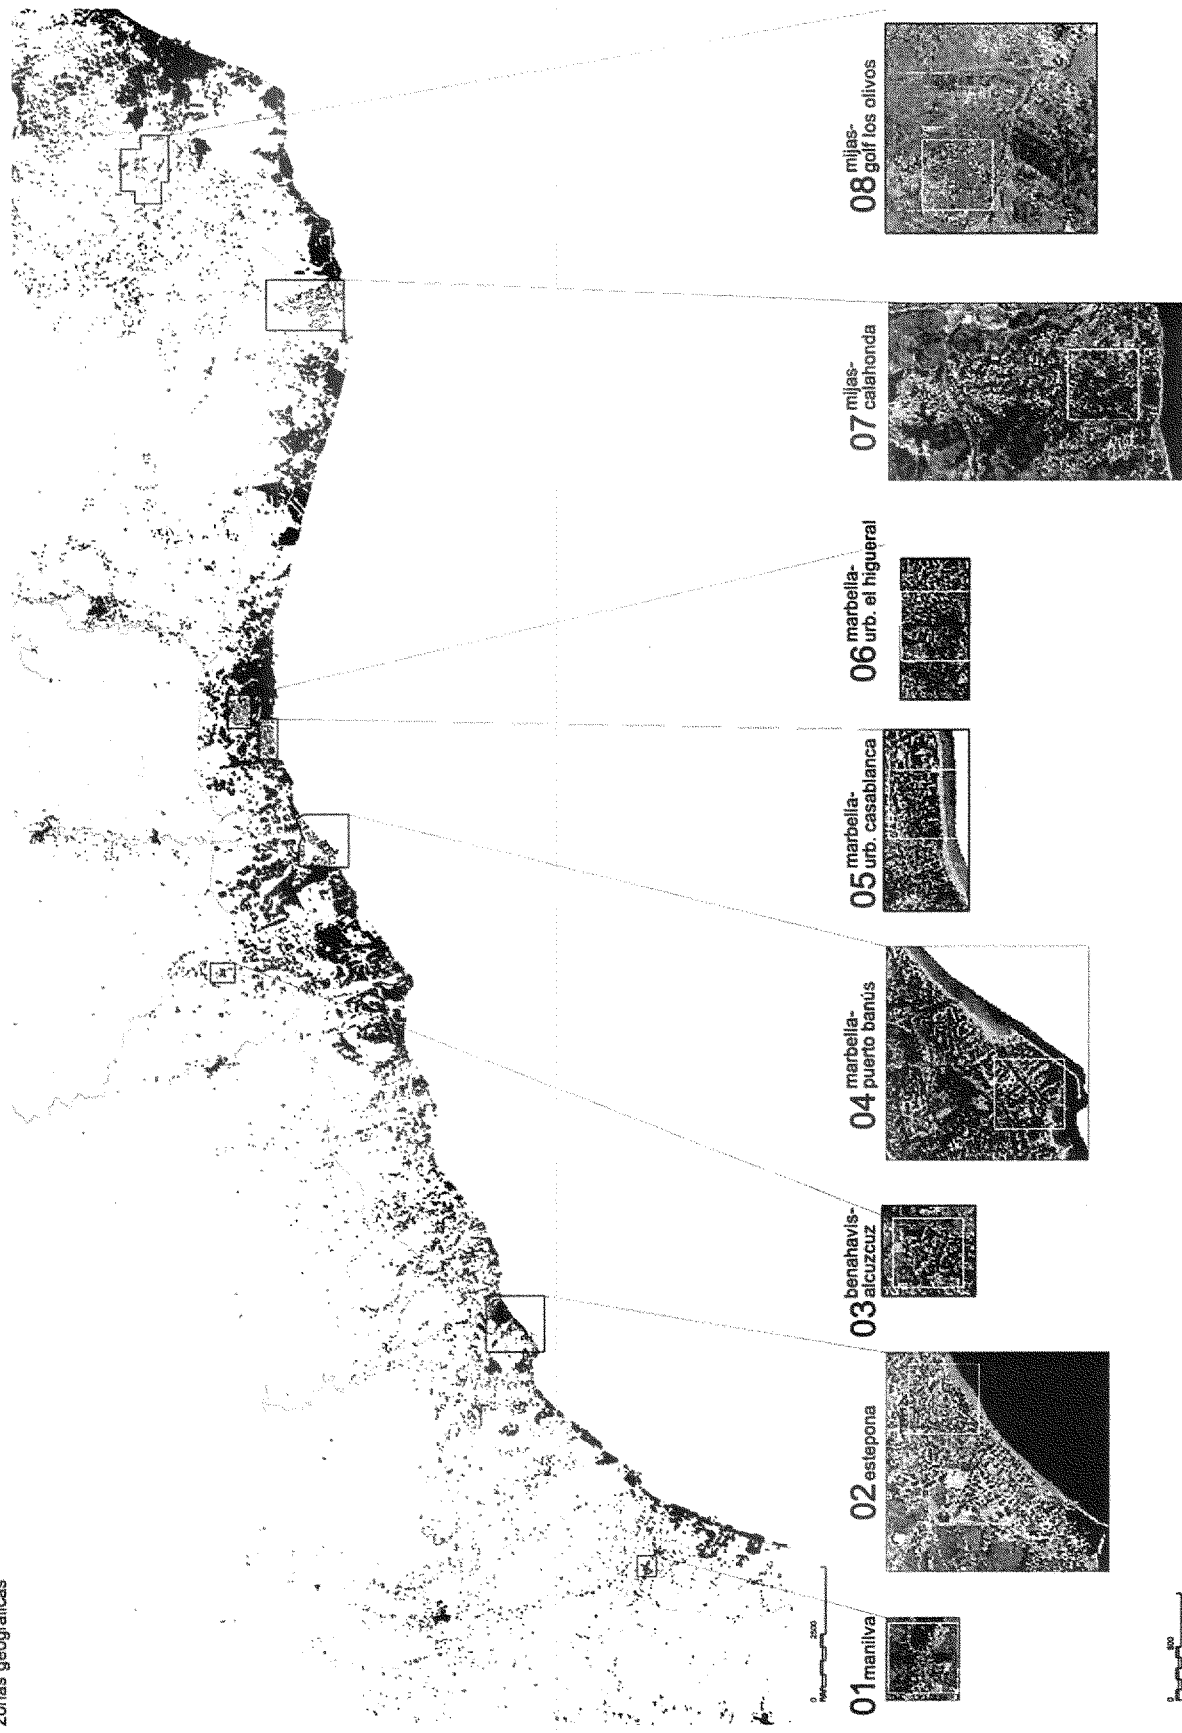 Zonas geográficas
01 manilva
02 estepona
03 benahavis-
alcuzcuz
04 marbella-
puerto banús
05 marbella-
urb. casablanca
06 marbella-
urb. el higueral
07 mijas-
calahonda
08 mijas-
golf los olivos
0 2500
0 500